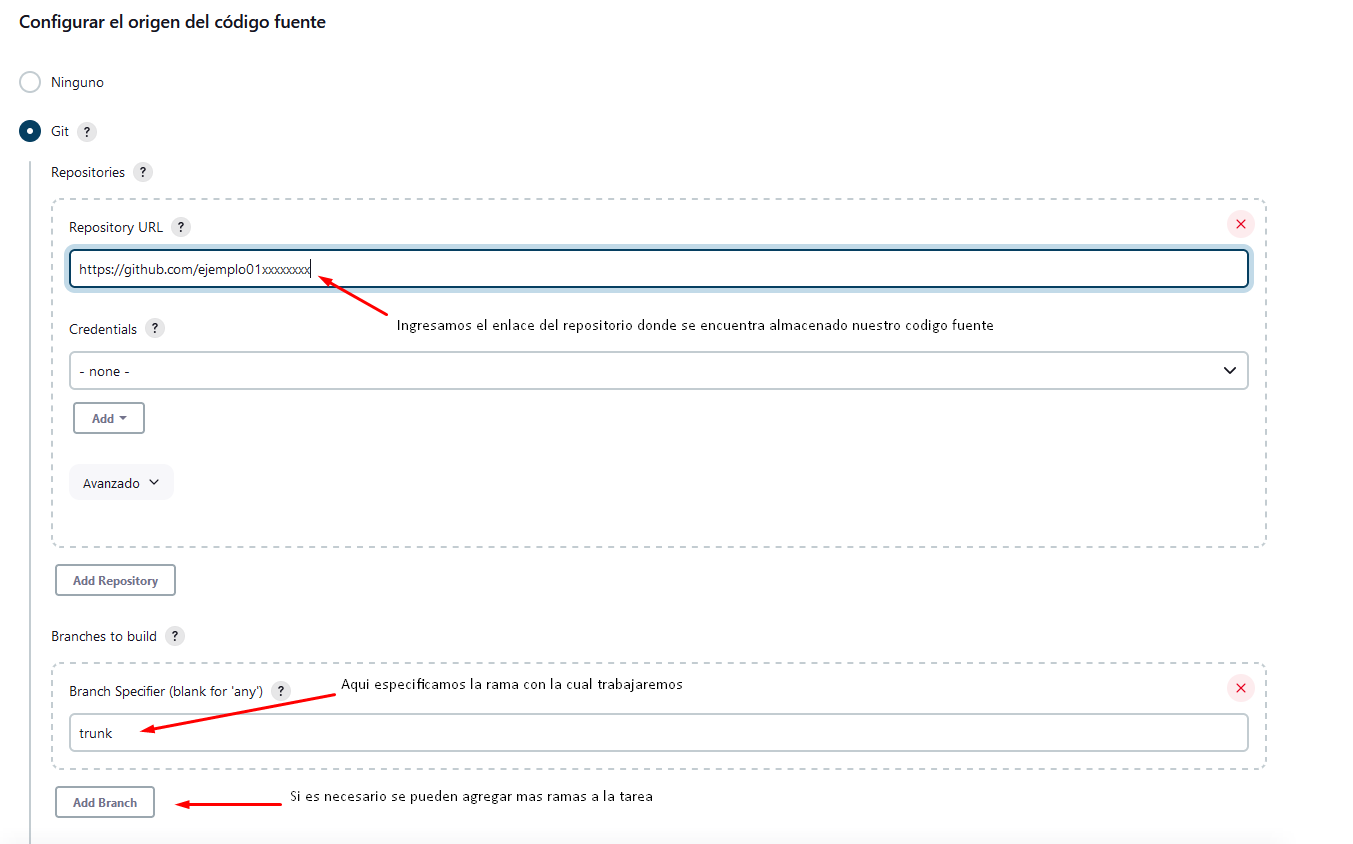 Configurar el origen del código fuente
Ninguno
Git ?
Repositories ?
Repository URL ?
https://github.com/ejemplo01xxxxxxxx
Ingresamos el enlace del repositorio donde se encuentra almacenado nuestro codigo fuente
Credentials ?
- none -
Add
Avanzado
Add Repository
Branches to build ?
Aqui especificamos la rama con la cual trabajaremos
Branch Specifier (blank for 'any') ?
trunk
Si es necesario se pueden agregar mas ramas a la tarea
Add Branch